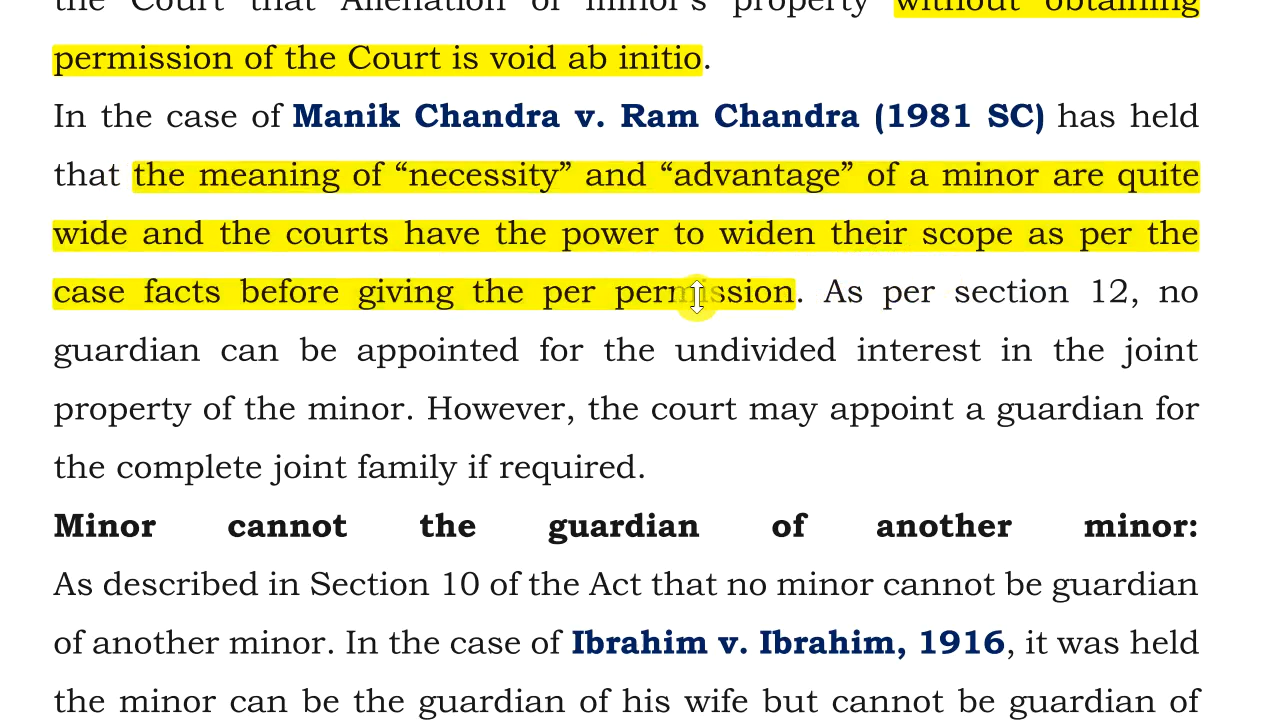 the Court that Alienation of minor's property without obtaining
permission of the Court is void ab initio.
In the case of Manik Chandra v. Ram Chandra (1981 SC) has held
that the meaning of “necessity” and “advantage” of a minor are quite
wide and the courts have the power to widen their scope as per the
case facts before giving the per permission. As per section 12, no
guardian can be appointed for the undivided interest in the joint
property of the minor. However, the court may appoint a guardian for
the complete joint family if required.
Minor cannot the guardian of another minor:
As described in Section 10 of the Act that no minor cannot be guardian
of another minor. In the case of Ibrahim v. Ibrahim, 1916, it was held
the minor can be the guardian of his wife but cannot be guardian of